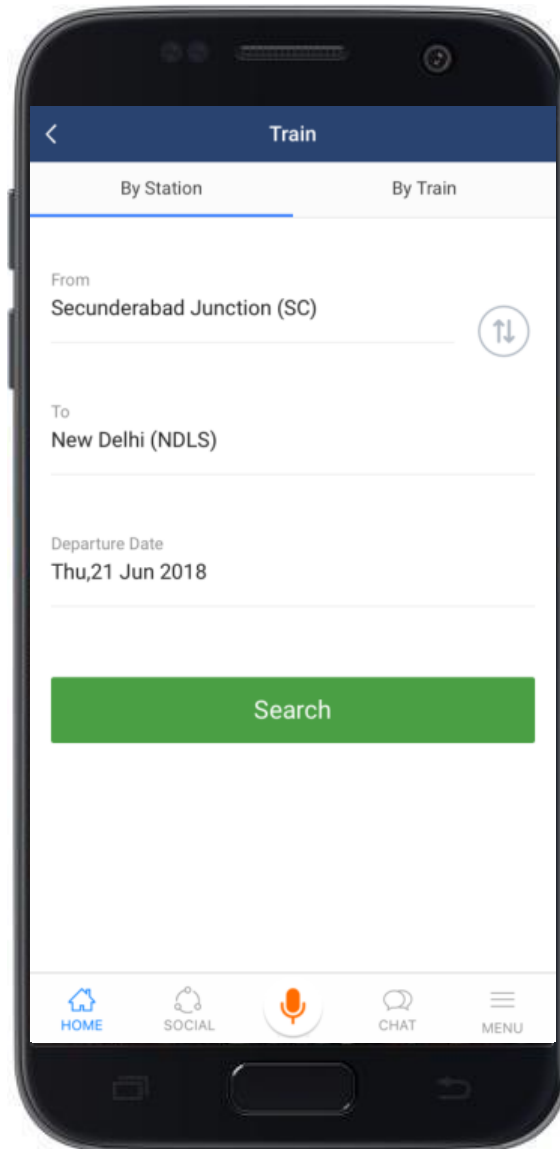 Train
By Station
By Train
From
Secunderabad Junction (SC)
To
New Delhi (NDLS)
Departure Date
Thu,21 Jun 2018
Search
HOME
SOCIAL
CHAT
MENU